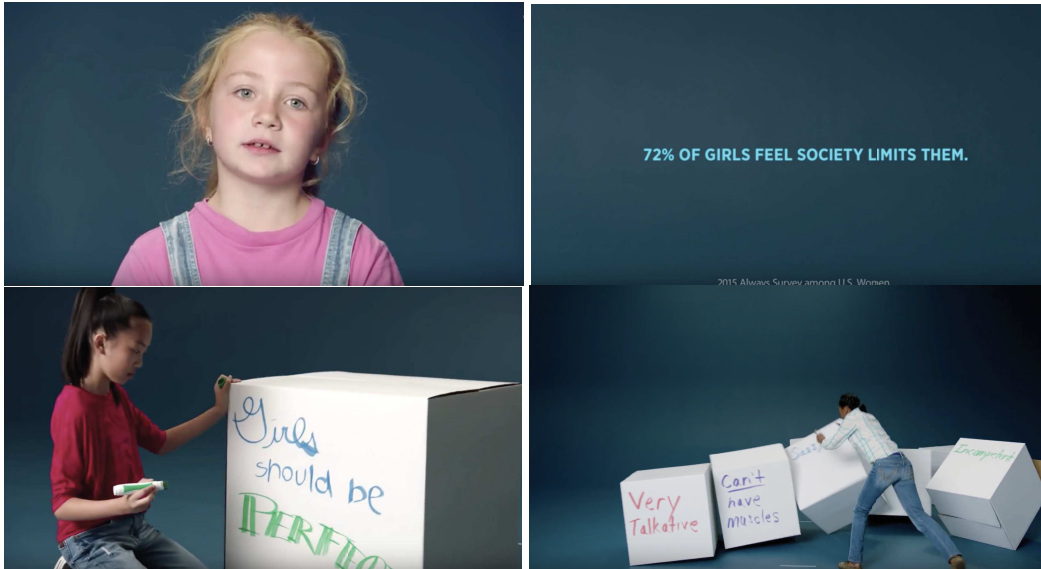 72% OF GIRLS FEEL SOCIETY LIMITS THEM.
2015 Always Survey among U.S. Women
Girls
should be
Very
Talkative
Can't
have
muscles